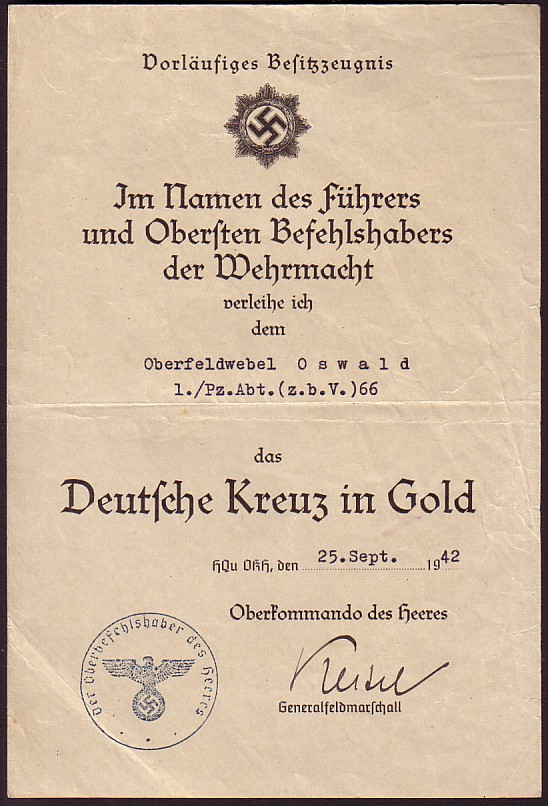 Vorläufiges Besitzzeugnis
Im Namen des Führers
und Obersten Befehlshabers
der Wehrmacht
verleihe ich
dem
Oberfeldwebel O s w a l d
1./Pz.Abt.(z.b.V.)66
das
Deutsche Kreuz in Gold
HQu OKH, den 25.Sept. 1942
Oberkommando des Heeres
Keitel
Generalfeldmarschall
Der Oberbefehlshaber des Heeres